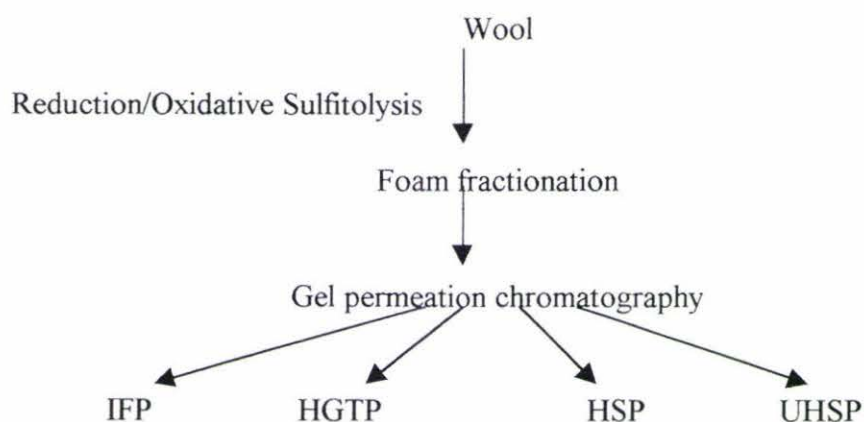 Wool
Reduction/Oxidative Sulfitolysis
Foam fractionation
Gel permeation chromatography
IFP HGTP HSP UHSP